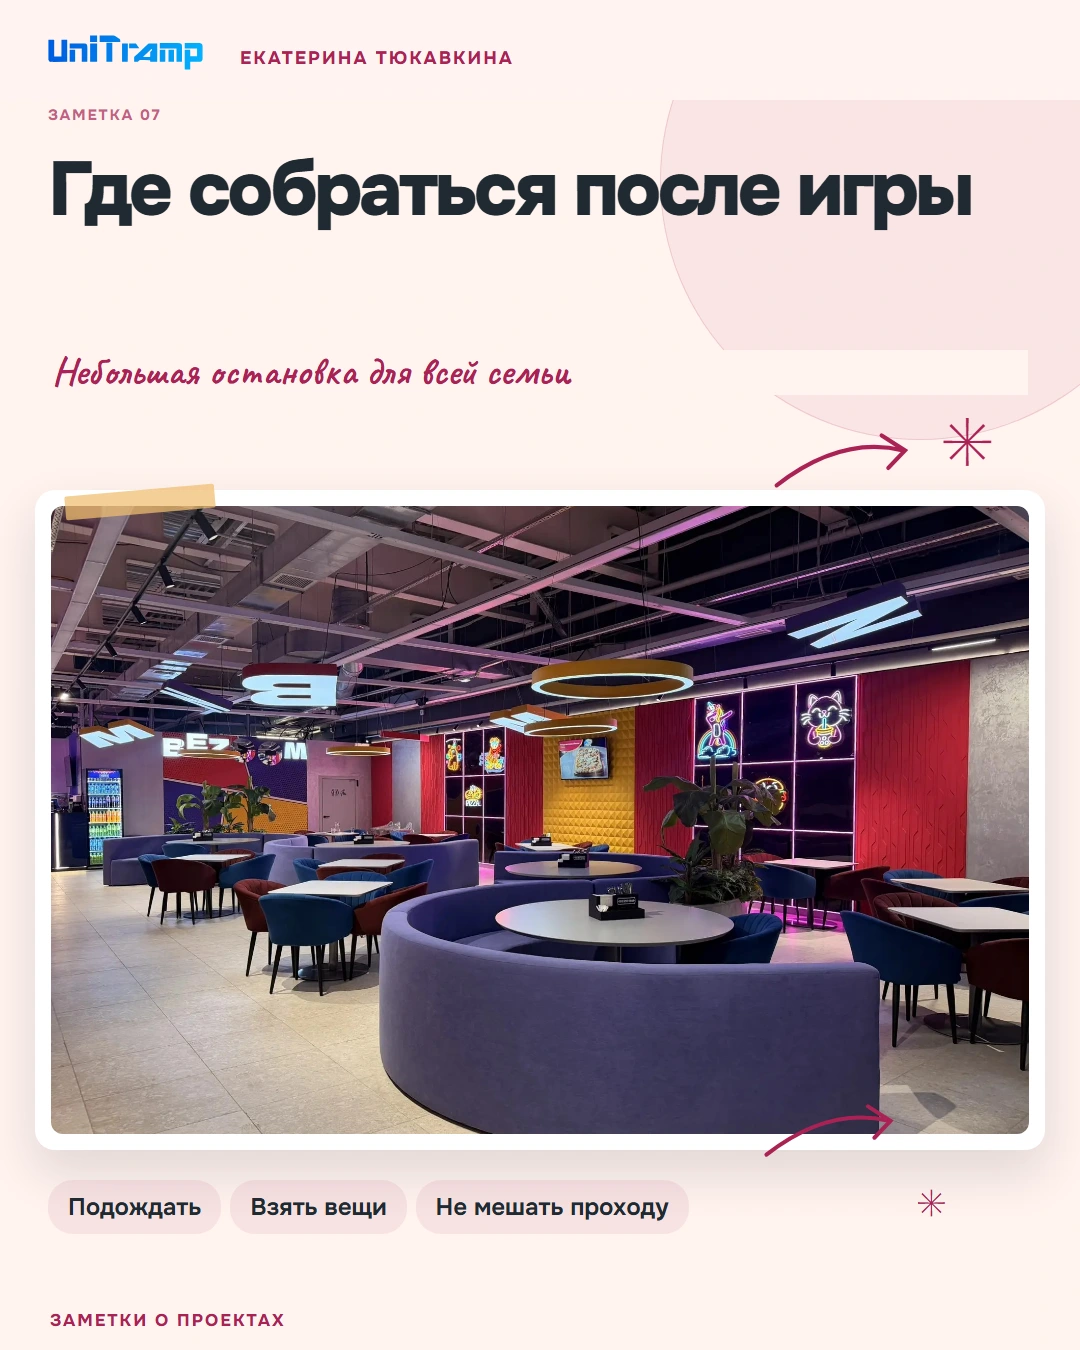 UniTramp
ЕКАТЕРИНА ТЮКАВКИНА
ЗАМЕТКА 07
Где собраться после игры
Небольшая остановка для всей семьи
Подождать
Взять вещи
Не мешать проходу
ЗАМЕТКИ О ПРОЕКТАХ